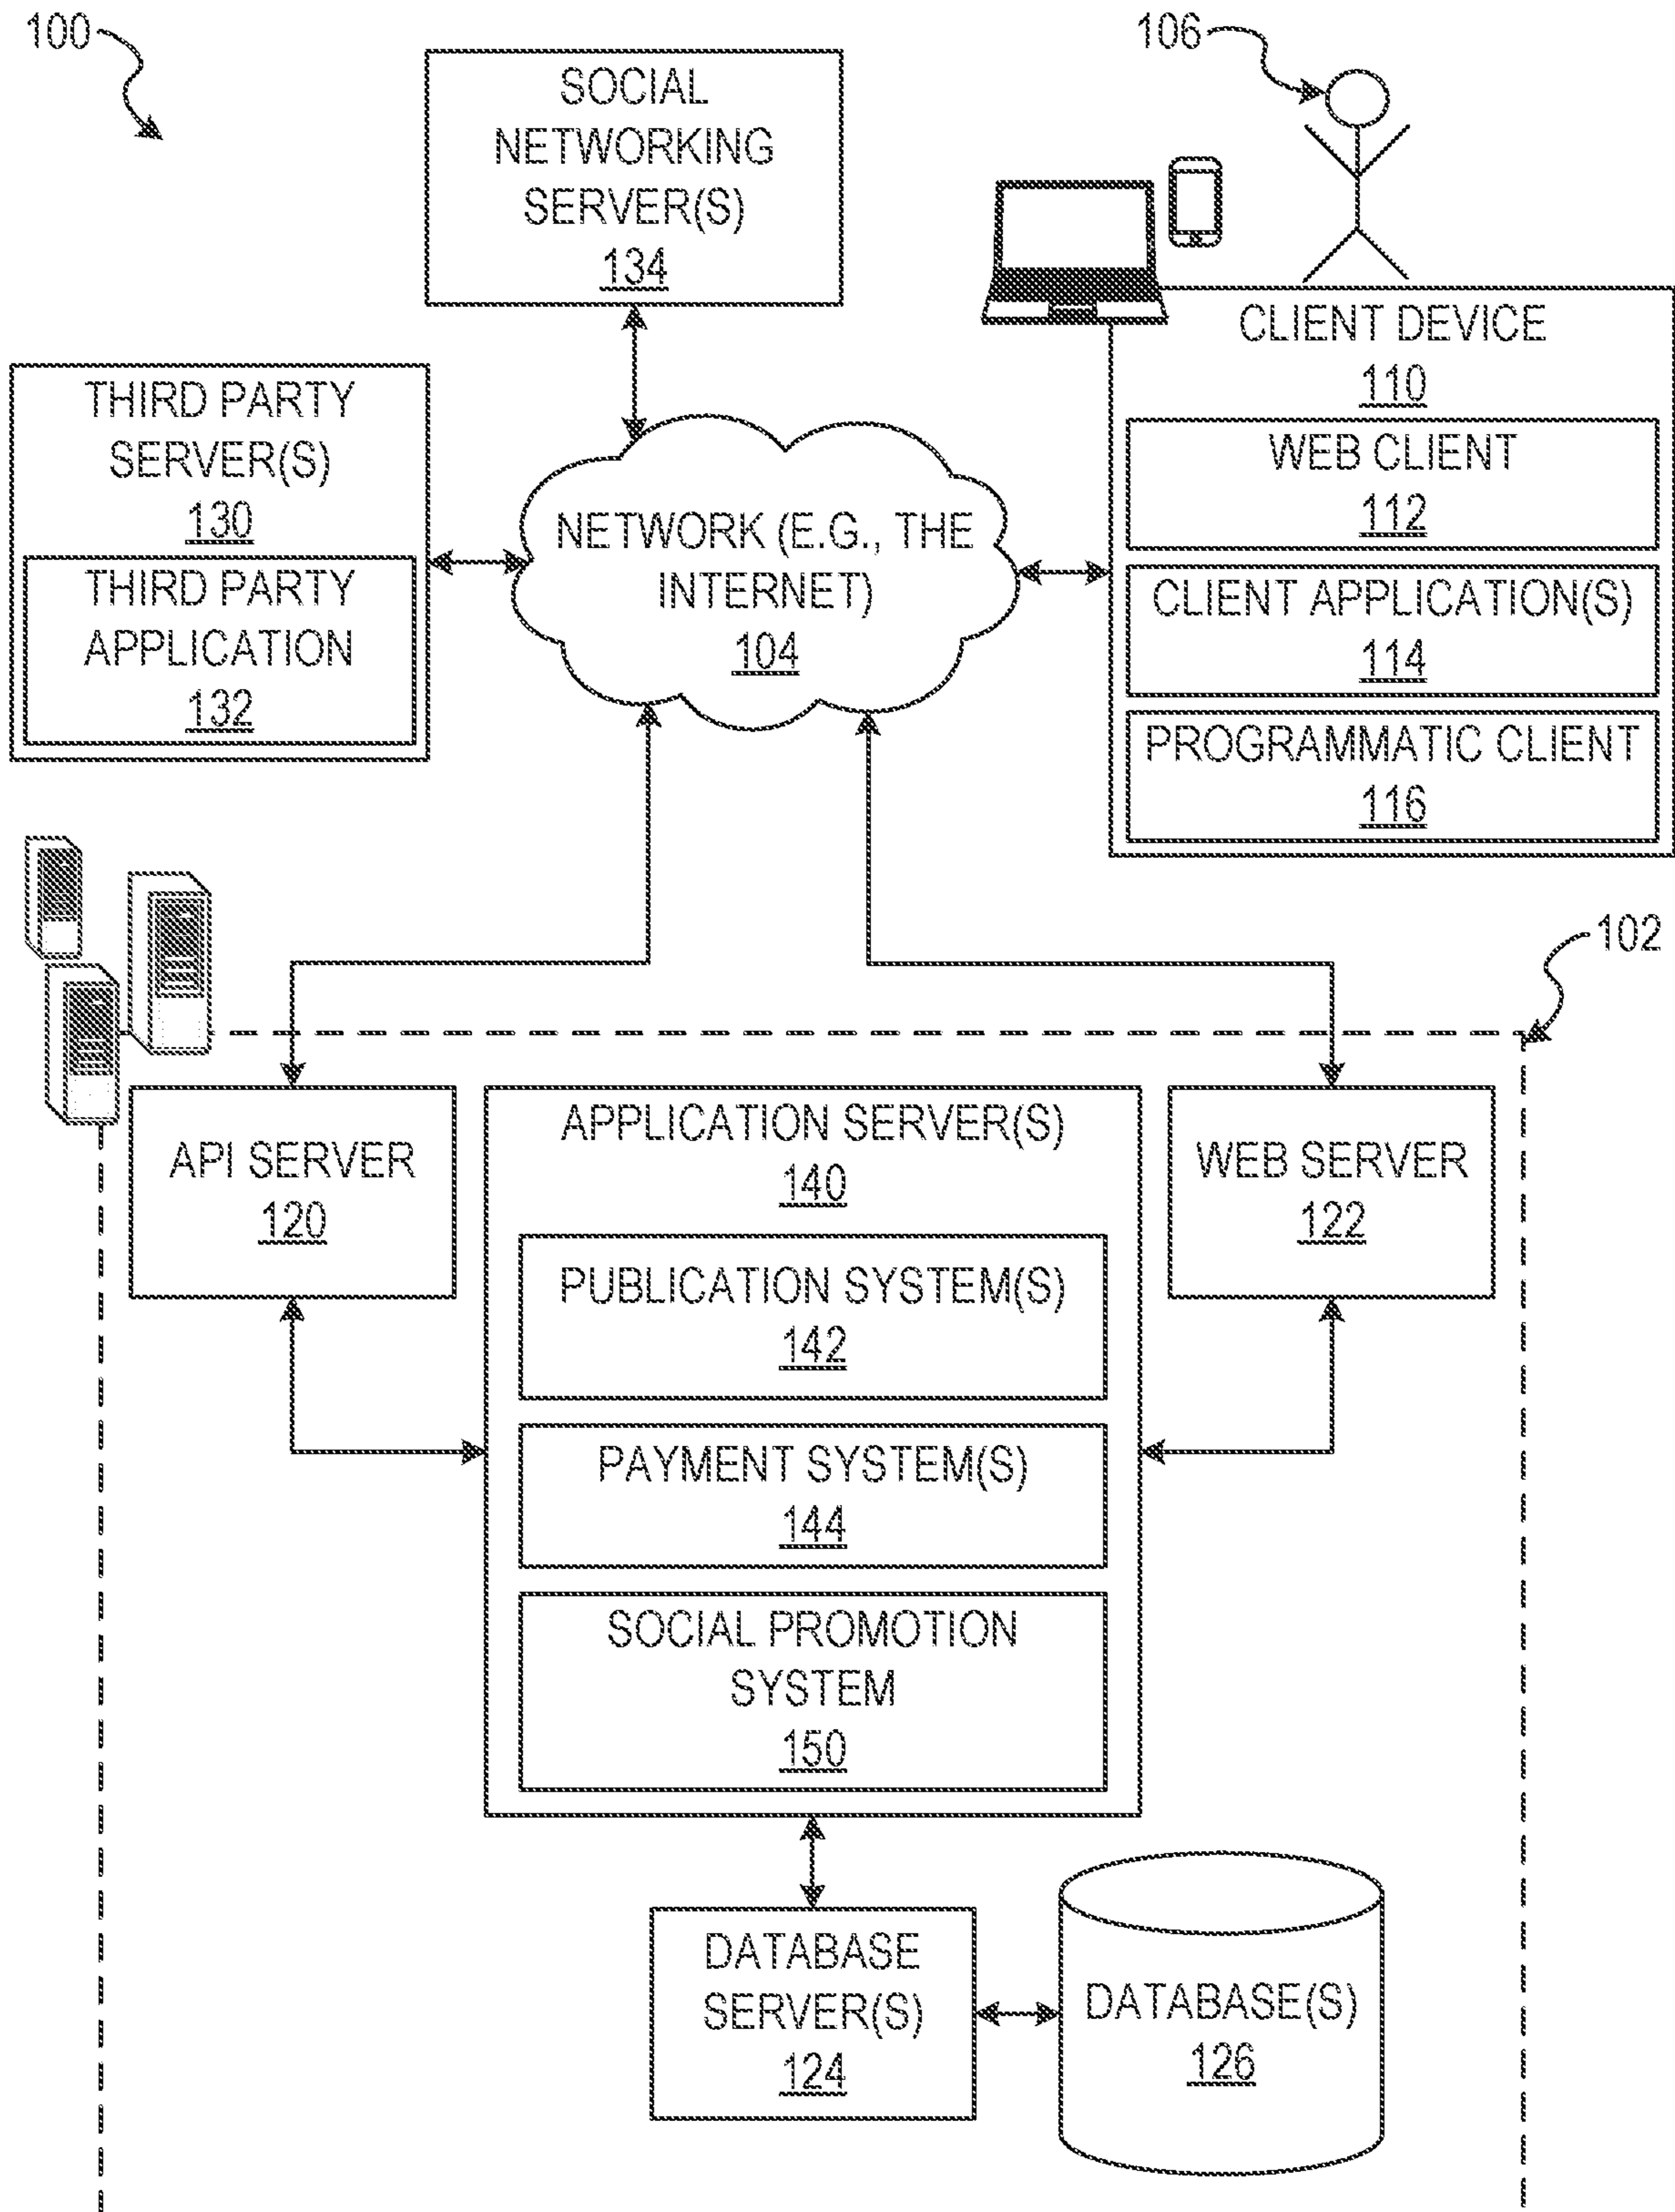 100
SOCIAL
NETWORKING
SERVER(S)
134
106
CLIENT DEVICE
110
WEB CLIENT
112
CLIENT APPLICATION(S)
114
PROGRAMMATIC CLIENT
116
THIRD PARTY
SERVER(S)
130
THIRD PARTY
APPLICATION
132
NETWORK (E.G., THE
INTERNET)
104
102
API SERVER
120
APPLICATION SERVER(S)
140
PUBLICATION SYSTEM(S)
142
PAYMENT SYSTEM(S)
144
SOCIAL PROMOTION
SYSTEM
150
WEB SERVER
122
DATABASE
SERVER(S)
124
DATABASE(S)
126